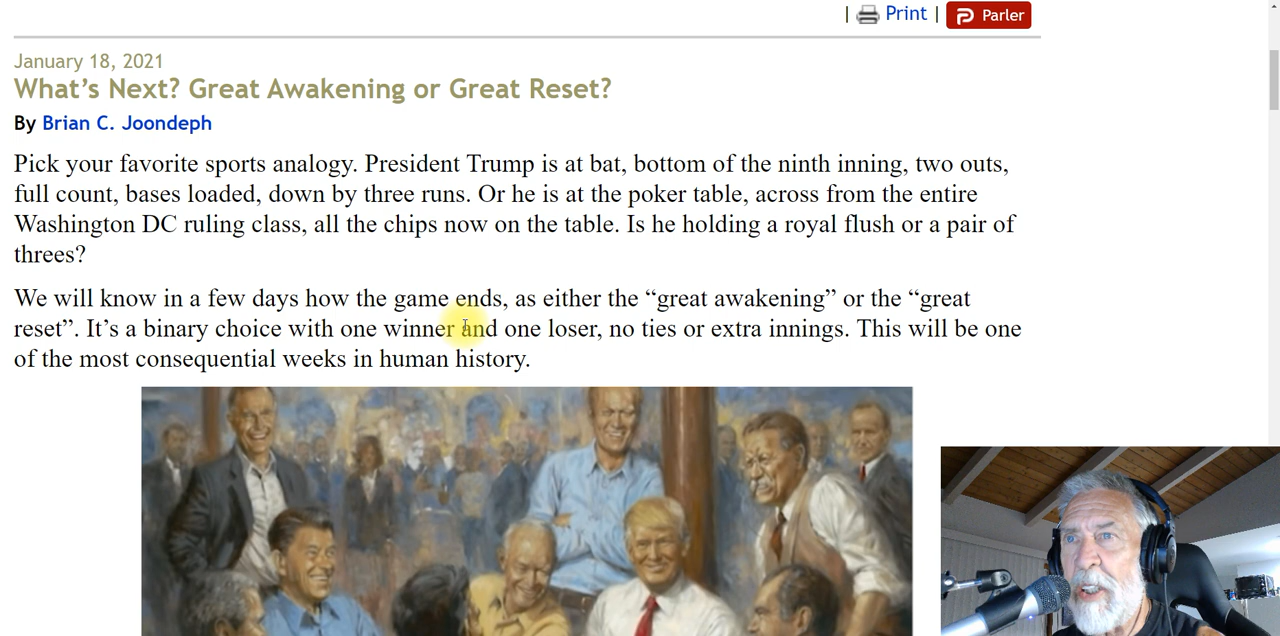 | Print | Parler
January 18, 2021
What’s Next? Great Awakening or Great Reset?
By Brian C. Joondeph
Pick your favorite sports analogy. President Trump is at bat, bottom of the ninth inning, two outs,
full count, bases loaded, down by three runs. Or he is at the poker table, across from the entire
Washington DC ruling class, all the chips now on the table. Is he holding a royal flush or a pair of
threes?
We will know in a few days how the game ends, as either the “great awakening” or the “great
reset”. It’s a binary choice with one winner and one loser, no ties or extra innings. This will be one
of the most consequential weeks in human history.